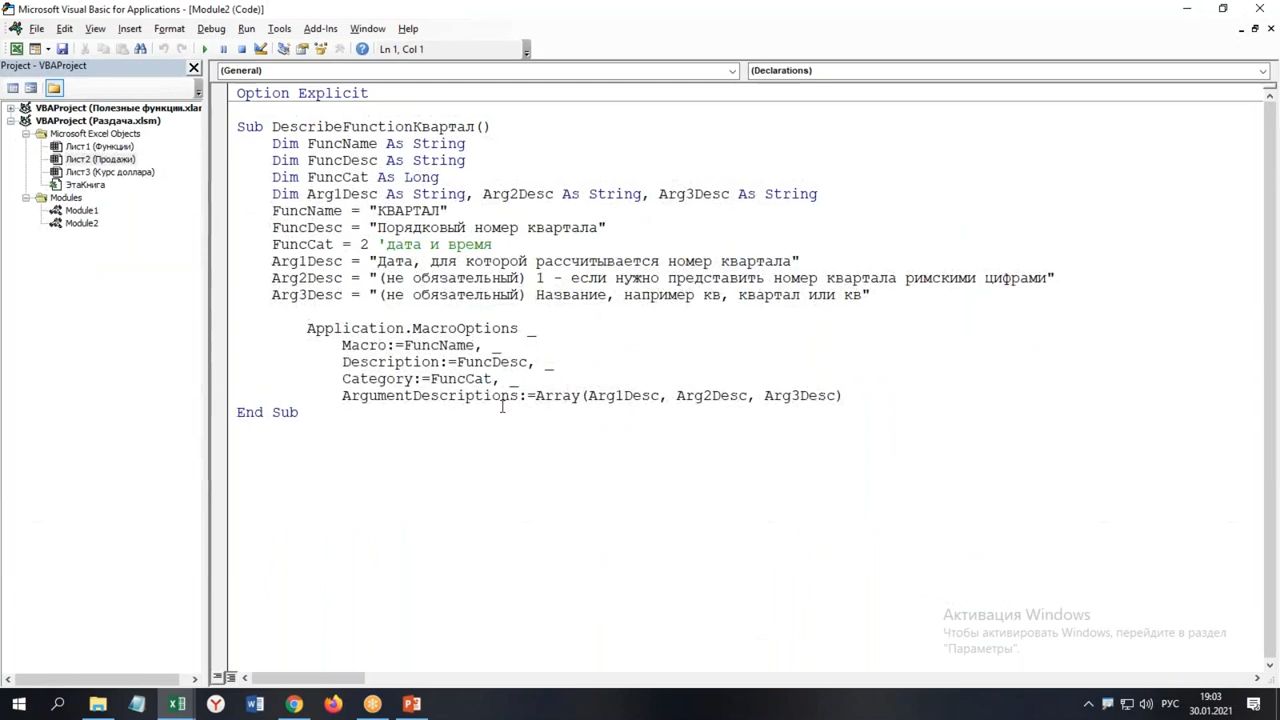 Microsoft Visual Basic for Applications - [Module2 (Code)]
File Edit View Insert Format Debug Run Tools Add-Ins Window Help
Ln 1, Col 1
Project - VBAProject
(General)
(Declarations)
VBAProject (Полезные функции.xlam
VBAProject (Раздача.xlsm)
Microsoft Excel Objects
Лист1 (Функции)
Лист2 (Продажи)
Лист3 (Курс доллара)
ЭтаКнига
Modules
Module1
Module2
Option Explicit
Sub DescribeFunctionКвартал()
Dim FuncName As String
Dim FuncDesc As String
Dim FuncCat As Long
Dim Arg1Desc As String, Arg2Desc As String, Arg3Desc As String
FuncName = "КВАРТАЛ"
FuncDesc = "Порядковый номер квартала"
FuncCat = 2 'дата и время
Arg1Desc = "Дата, для которой рассчитывается номер квартала"
Arg2Desc = "(не обязательный) 1 - если нужно представить номер квартала римскими цифрами"
Arg3Desc = "(не обязательный) Название, например кв, квартал или кв"
Application.MacroOptions _
Macro:=FuncName, _
Description:=FuncDesc, _
Category:=FuncCat, _
ArgumentDescriptions:=Array(Arg1Desc, Arg2Desc, Arg3Desc)
End Sub
Активация Windows
Чтобы активировать Windows, перейдите в раздел
"Параметры".
РУС
19:03
30.01.2021